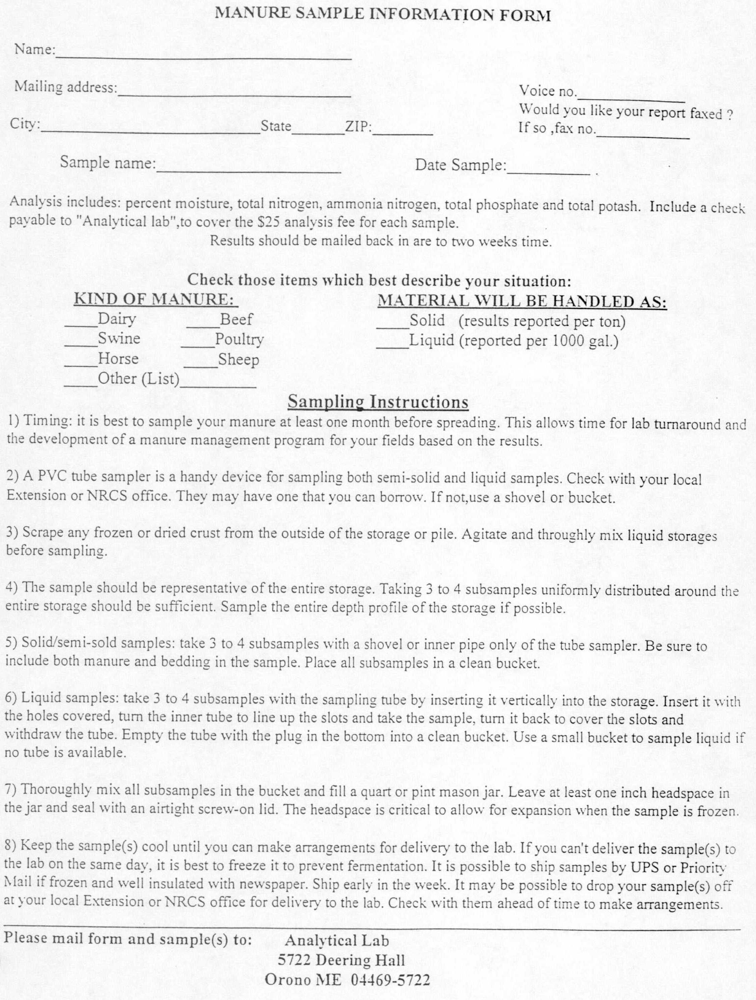 MANURE SAMPLE INFORMATION FORM
Name:
Mailing address:
Voice no.
Would you like your report faxed ?
City: State ZIP:
If so ,fax no.
Sample name: Date Sample:
Analysis includes: percent moisture, total nitrogen, ammonia nitrogen, total phosphate and total potash. Include a check
payable to "Analytical lab",to cover the $25 analysis fee for each sample.
Results should be mailed back in are to two weeks time.
Check those items which best describe your situation:
KIND OF MANURE: MATERIAL WILL BE HANDLED AS:
____Dairy ____Beef ____Solid (results reported per ton)
____Swine ____Poultry ____Liquid (reported per 1000 gal.)
____Horse ____Sheep
____Other (List)
Sampling Instructions
1) Timing: it is best to sample your manure at least one month before spreading. This allows time for lab turnaround and
the development of a manure management program for your fields based on the results.
2) A PVC tube sampler is a handy device for sampling both semi-solid and liquid samples. Check with your local
Extension or NRCS office. They may have one that you can borrow. If not,use a shovel or bucket.
3) Scrape any frozen or dried crust from the outside of the storage or pile. Agitate and throughly mix liquid storages
before sampling.
4) The sample should be representative of the entire storage. Taking 3 to 4 subsamples uniformly distributed around the
entire storage should be sufficient. Sample the entire depth profile of the storage if possible.
5) Solid/semi-sold samples: take 3 to 4 subsamples with a shovel or inner pipe only of the tube sampler. Be sure to
include both manure and bedding in the sample. Place all subsamples in a clean bucket.
6) Liquid samples: take 3 to 4 subsamples with the sampling tube by inserting it vertically into the storage. Insert it with
the holes covered, turn the inner tube to line up the slots and take the sample, turn it back to cover the slots and
withdraw the tube. Empty the tube with the plug in the bottom into a clean bucket. Use a small bucket to sample liquid if
no tube is available.
7) Thoroughly mix all subsamples in the bucket and fill a quart or pint mason jar. Leave at least one inch headspace in
the jar and seal with an airtight screw-on lid. The headspace is critical to allow for expansion when the sample is frozen.
8) Keep the sample(s) cool until you can make arrangements for delivery to the lab. If you can't deliver the sample(s) to
the lab on the same day, it is best to freeze it to prevent fermentation. It is possible to ship samples by UPS or Priority
Mail if frozen and well insulated with newspaper. Ship early in the week. It may be possible to drop your sample(s) off
at your local Extension or NRCS office for delivery to the lab. Check with them ahead of time to make arrangements.
Please mail form and sample(s) to: Analytical Lab
5722 Deering Hall
Orono ME 04469-5722